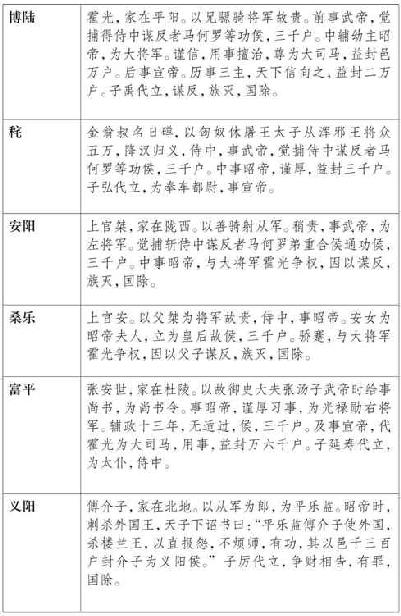 博陆
霍光,家在平阳。以兄骠骑将军故贵。前事武帝,觉
捕得侍中谋反者马何罗等功侯,三千户。中辅幼主昭
帝,为大将军。谨信,用事擅治,尊为大司马,益封邑
万户。后事宣帝。历事三主,天下信向之,益封二万
户。子禹代立,谋反,族灭,国除。
秺
金翁叔名日磾,以匈奴休屠王太子从浑邪王将众
五万,降汉归义,侍中,事武帝,觉捕侍中谋反者马
何罗等功侯,三千户。中事昭帝,谨厚,益封三千户。
子弘代立,为奉车都尉,事宣帝。
安阳
上官桀,家在陇西。以善骑射从军。稍贵,事武帝,为
左将军。觉捕斩侍中谋反者马何罗弟重合侯通功侯,
三千户。中事昭帝,与大将军霍光争权,因以谋反,
族灭,国除。
桑乐
上官安。以父桀为将军故贵,侍中,事昭帝。安女为
昭帝夫人,立为皇后故侯,三千户。骄蹇,与大将军
霍光争权,因以父子谋反,族灭,国除。
富平
张安世,家在杜陵。以故御史大夫张汤子武帝时给事
尚书,为尚书令。事昭帝,谨厚习事,为光禄勋右将
军。辅政十三年,无適过,侯,三千户。及事宣帝,代
霍光为大司马,用事,益封万六千户。子延寿代立,
为太仆,侍中。
义阳
傅介子,家在北地。以从军为郎,为平乐监。昭帝时,
刺杀外国王,天子下诏书曰:“平乐监傅介子使外国,
杀楼兰王,以直报怨,不烦师,有功,其以邑千三百
户封介子为义阳侯。”子厉代立,争财相告,有罪,
国除。